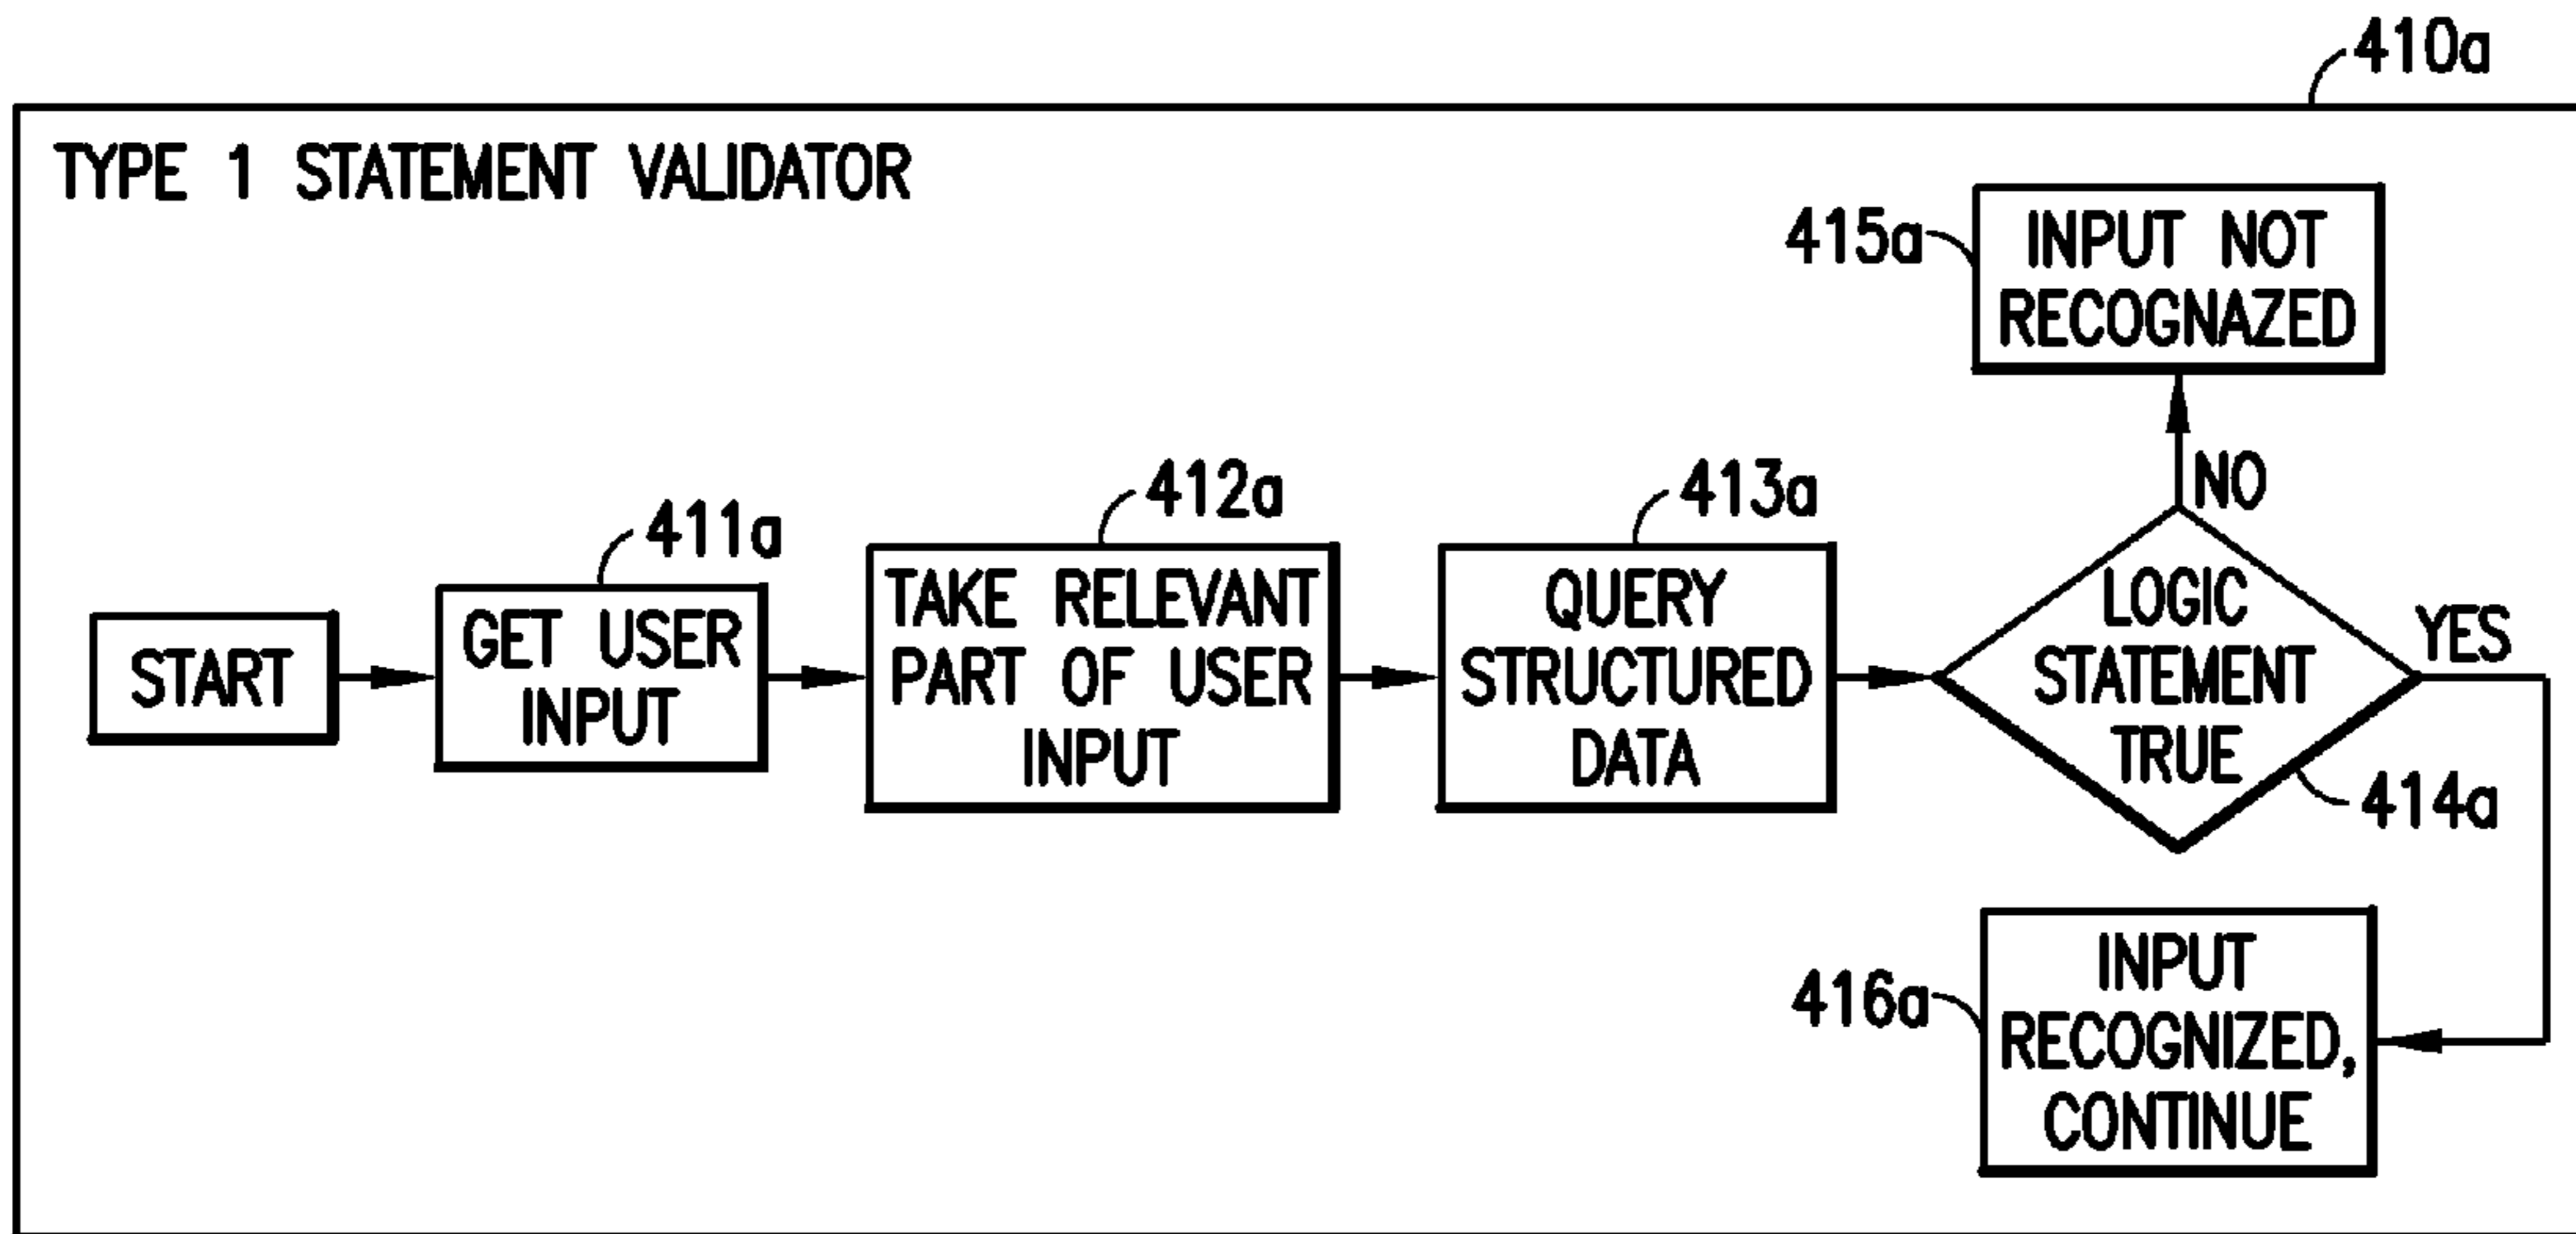 410a
TYPE 1 STATEMENT VALIDATOR
415a
INPUT NOT
RECOGNAZED
NO
411a
412a
413a
START
GET USER
INPUT
TAKE RELEVANT
PART OF USER
INPUT
QUERY
STRUCTURED
DATA
LOGIC
STATEMENT
TRUE
YES
414a
416a
INPUT
RECOGNIZED,
CONTINUE